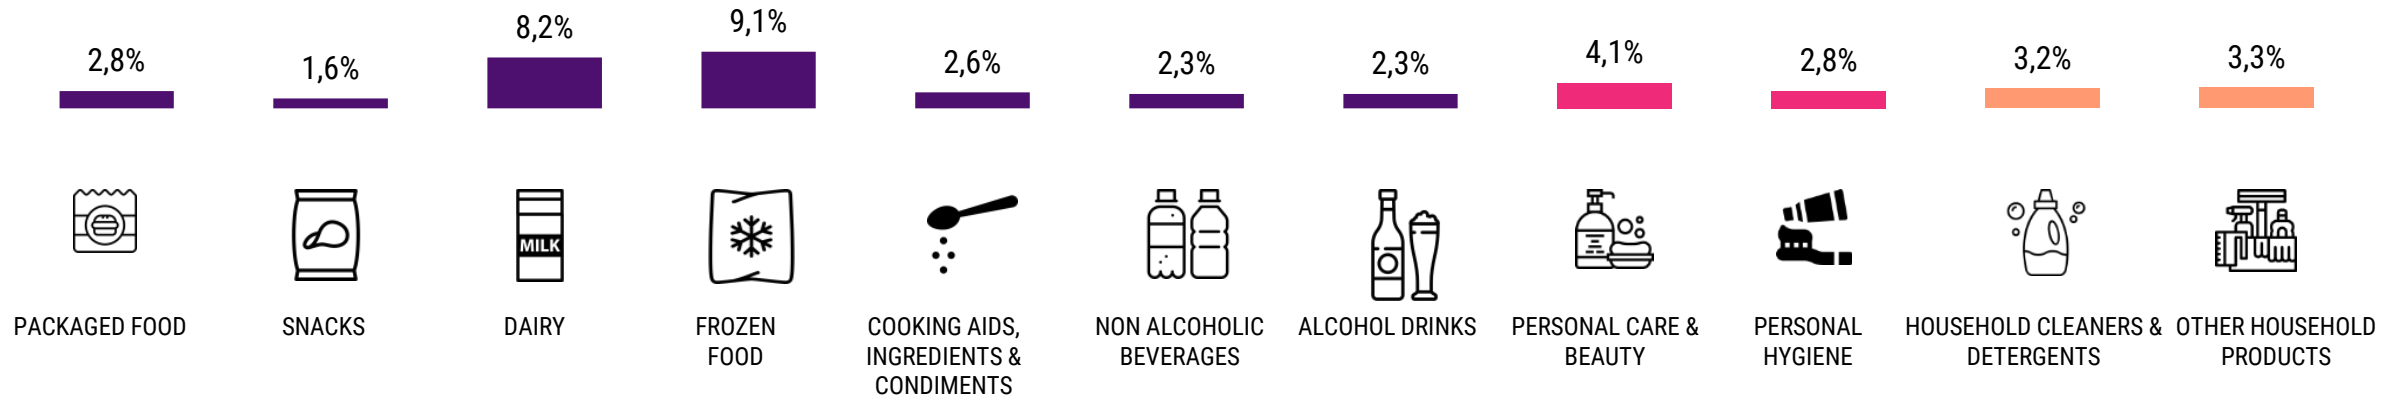 2,8%
1,6%
8,2%
9,1%
2,6%
2,3%
2,3%
4,1%
2,8%
3,2%
3,3%
MILK
PACKAGED FOOD
SNACKS
DAIRY
FROZEN
FOOD
COOKING AIDS,
INGREDIENTS &
CONDIMENTS
NON ALCOHOLIC
BEVERAGES
ALCOHOL DRINKS
PERSONAL CARE &
BEAUTY
PERSONAL
HYGIENE
HOUSEHOLD CLEANERS &
DETERGENTS
OTHER HOUSEHOLD
PRODUCTS